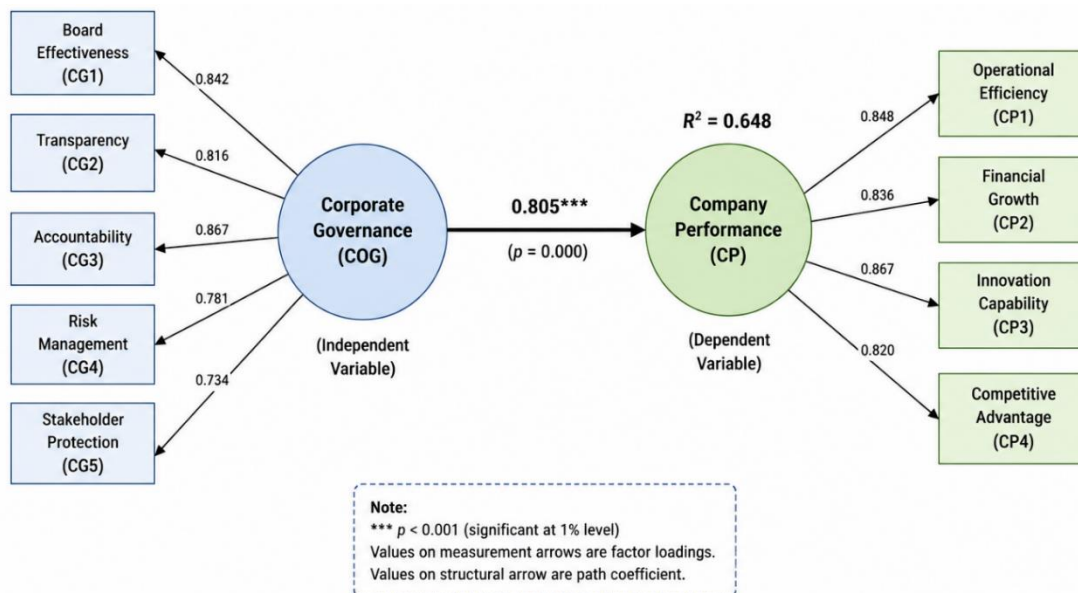 Board
Effectiveness
(CG1)
0.842
Transparency
(CG2)
0.816
Accountability
(CG3)
0.867
Risk
Management
(CG4)
0.781
Stakeholder
Protection
(CG5)
0.734
Corporate
Governance
(COG)
(Independent
Variable)
0.805***
(p = 0.000)
R² = 0.648
Company
Performance
(CP)
(Dependent
Variable)
0.848
Operational
Efficiency
(CP1)
0.836
Financial
Growth
(CP2)
0.867
Innovation
Capability
(CP3)
0.820
Competitive
Advantage
(CP4)
Note:
*** p < 0.001 (significant at 1% level)
Values on measurement arrows are factor loadings.
Values on structural arrow are path coefficient.